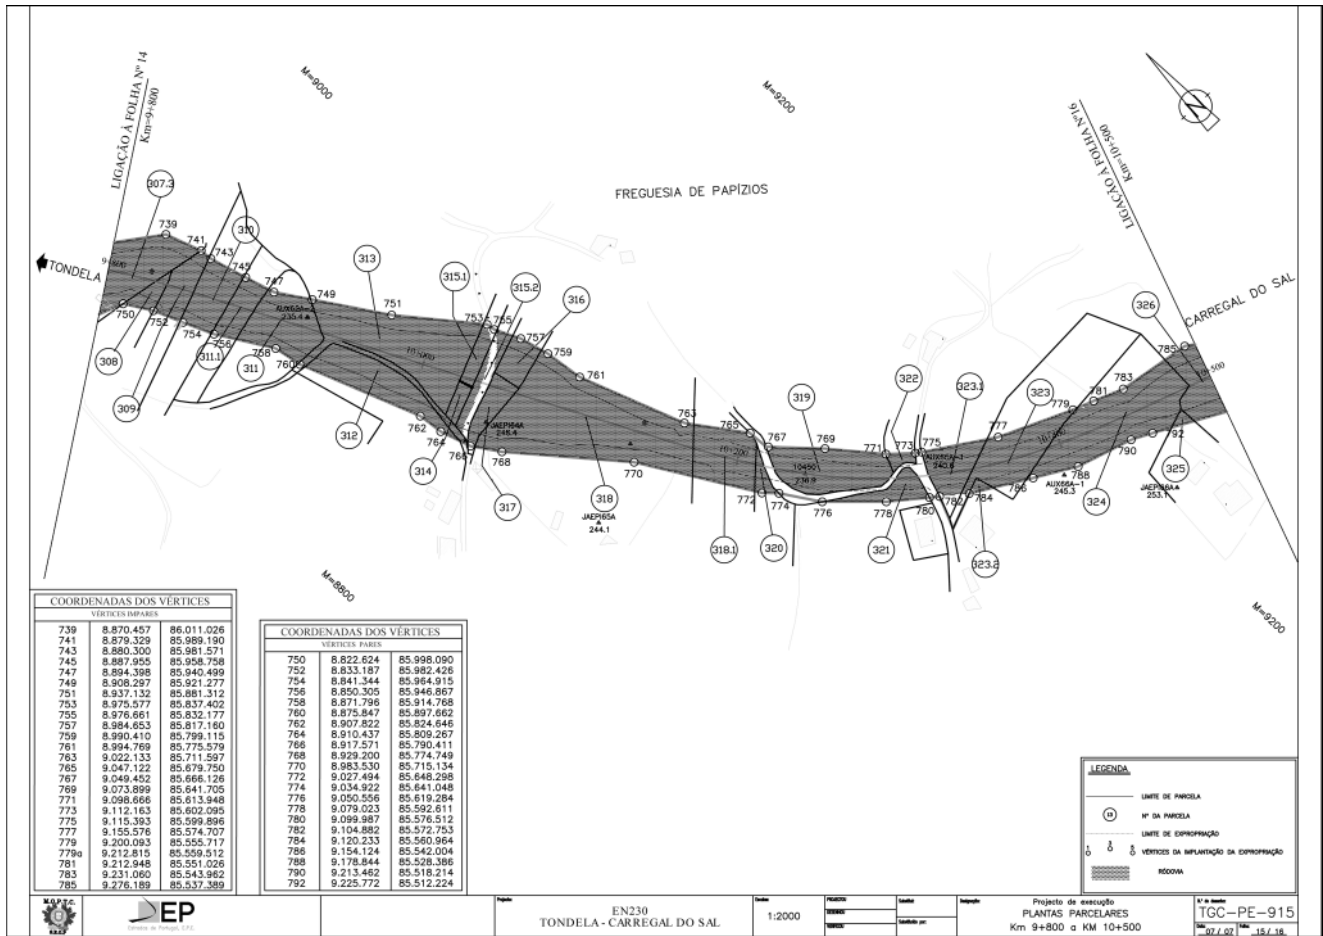 LIGAÇÃO À FOLHA Nº 14
Km=9+800
M=9000
M=9200
LIGAÇÃO À FOLHA Nº16
Km=10+500
N
FREGUESIA DE PAPÍZIOS
TONDELA
CARREGAL DO SAL
9+800
10+000
10+200
10+500
307.3
310
313
315.1
315.2
316
319
322
323.1
323
326
308
309
311.1
311
312
314
317
318
318.1
320
321
323.2
324
325
739
741
743
745
747
749
751
753
755
757
759
761
763
765
767
769
771
773
775
777
779
781
783
785
750
752
754
756
758
760
762
764
766
768
770
772
774
776
778
780
782
784
786
788
790
792
235.4
JAEPI64A
246.4
JAEPI65A
244.1
236.9
240.6
AUX66A-1
245.3
253.1
M=8800
M=9200
COORDENADAS DOS VÉRTICES
VÉRTICES IMPARES
739 8.870.457 86.011.026
741 8.879.329 85.989.190
743 8.880.300 85.981.571
745 8.887.955 85.958.758
747 8.894.398 85.940.499
749 8.908.297 85.921.277
751 8.937.132 85.881.312
753 8.975.577 85.837.402
755 8.976.661 85.832.177
757 8.984.653 85.817.160
759 8.990.410 85.799.115
761 8.994.769 85.775.579
763 9.022.133 85.711.597
765 9.047.122 85.679.750
767 9.049.452 85.666.126
769 9.073.899 85.641.705
771 9.098.666 85.613.948
773 9.112.163 85.602.095
775 9.115.393 85.599.896
777 9.155.576 85.574.707
779 9.200.093 85.555.717
779a 9.212.815 85.559.512
781 9.212.948 85.551.026
783 9.231.060 85.543.962
785 9.276.189 85.537.389
COORDENADAS DOS VÉRTICES
VÉRTICES PARES
750 8.822.624 85.998.090
752 8.833.187 85.982.426
754 8.841.344 85.964.915
756 8.850.305 85.946.867
758 8.871.796 85.914.768
760 8.875.847 85.897.662
762 8.907.822 85.824.646
764 8.910.437 85.809.267
766 8.917.571 85.790.411
768 8.929.200 85.774.749
770 8.983.530 85.715.134
772 9.027.494 85.648.298
774 9.034.922 85.641.048
776 9.050.556 85.619.284
778 9.079.023 85.592.611
780 9.099.987 85.576.512
782 9.104.882 85.572.753
784 9.120.233 85.560.964
786 9.154.124 85.542.004
788 9.178.844 85.528.386
790 9.213.462 85.518.214
792 9.225.772 85.512.224
LEGENDA
LIMITE DE PARCELA
Nº DA PARCELA
LIMITE DE EXPROPRIAÇÃO
1 3 5
VÉRTICES DA IMPLANTAÇÃO DA EXPROPRIAÇÃO
RODOVIA
M.O.P.T.C.
EP
Estradas de Portugal, E.P.E.
EN230
TONDELA - CARREGAL DO SAL
1:2000
Projecto de execução
PLANTAS PARCELARES
Km 9+800 a KM 10+500
TGC-PE-915
07 / 07
15 / 16